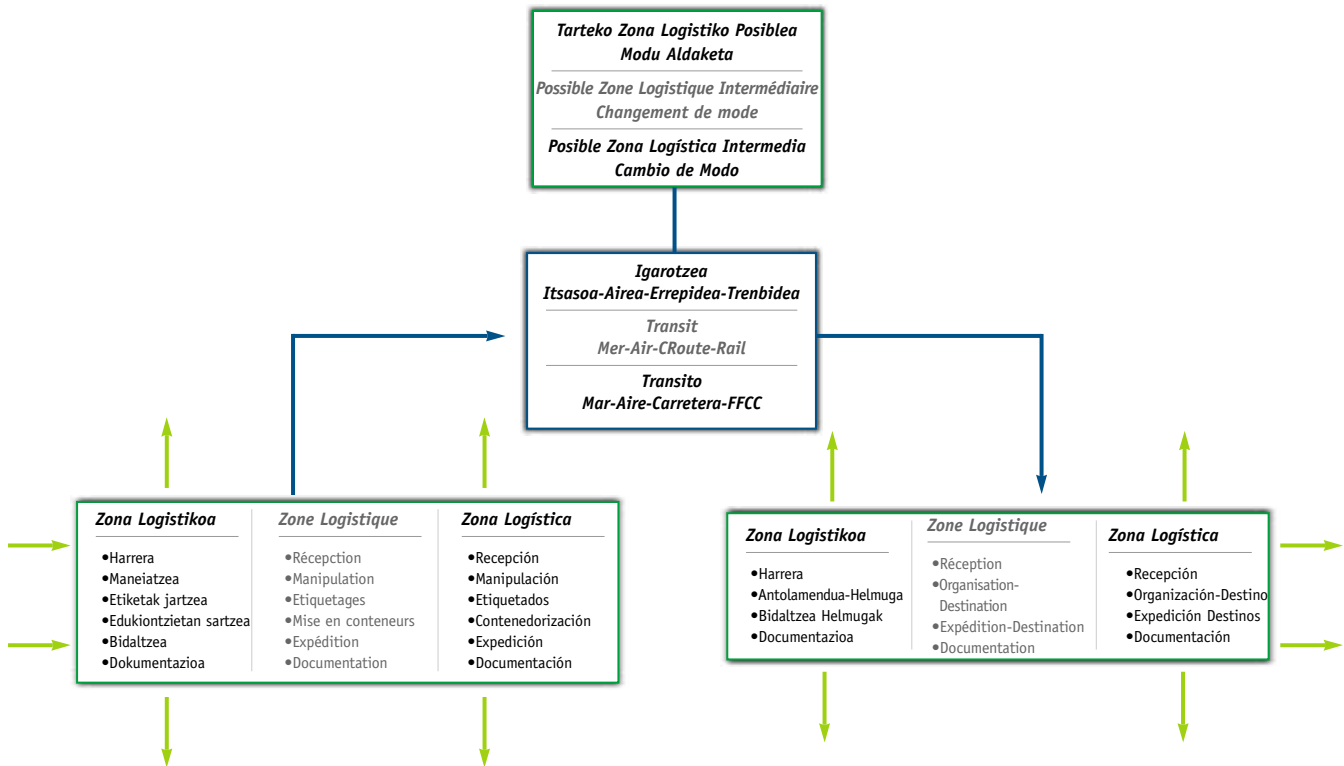 Tarteko Zona Logistiko Posiblea
Modu Aldaketa
Possible Zone Logistique Intermédiaire
Changement de mode
Posible Zona Logística Intermedia
Cambio de Modo
Igarotzea
Itsasoa-Airea-Errepidea-Trenbidea
Transit
Mer-Air-CRoute-Rail
Transito
Mar-Aire-Carretera-FFCC
Zona Logistikoa
•Harrera
•Maneiatzea
•Etiketak jartzea
•Edukiontzietan sartzea
•Bidaltzea
•Dokumentazioa
Zone Logistique
•Récepction
•Manipulation
•Etiquetages
•Mise en conteneurs
•Expédition
•Documentation
Zona Logística
•Recepción
•Manipulación
•Etiquetados
•Contenedorización
•Expedición
•Documentación
Zona Logistikoa
•Harrera
•Antolamendua-Helmuga
•Bidaltzea Helmugak
•Documentazioa
Zone Logistique
•Réception
•Organisation-
Destination
•Expédition-Destination
•Documentation
Zona Logística
•Recepción
•Organización-Destino
•Expedición Destinos
•Documentación